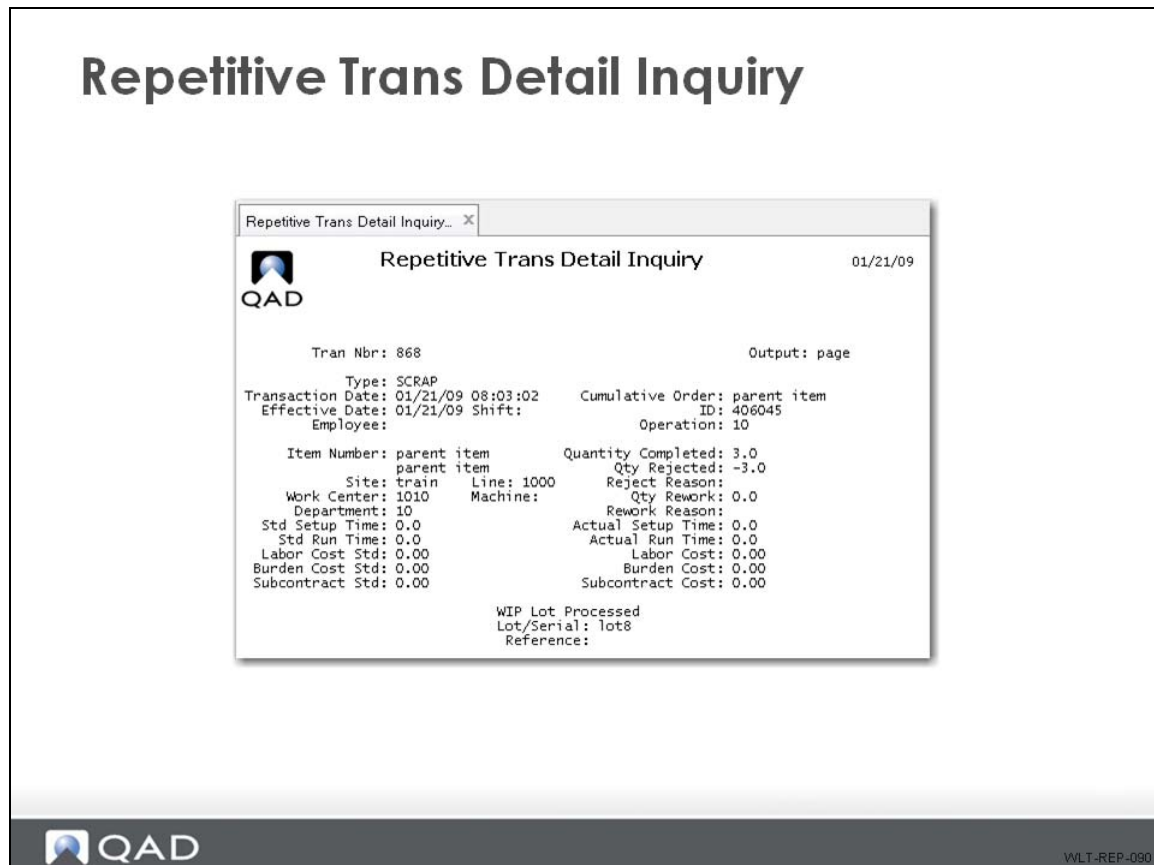 Repetitive Trans Detail Inquiry
Repetitive Trans Detail Inquiry... x
Repetitive Trans Detail Inquiry 01/21/09
QAD
Tran Nbr: 868 Output: page
Type: SCRAP
Transaction Date: 01/21/09 08:03:02 Cumulative Order: parent item
Effective Date: 01/21/09 Shift: ID: 406045
Employee: Operation: 10
Item Number: parent item Quantity Completed: 3.0
parent item Qty Rejected: -3.0
Site: train Line: 1000 Reject Reason:
Work Center: 1010 Machine: Qty Rework: 0.0
Department: 10 Rework Reason:
Std Setup Time: 0.0 Actual Setup Time: 0.0
Std Run Time: 0.0 Actual Run Time: 0.0
Labor Cost Std: 0.00 Labor Cost: 0.00
Burden Cost Std: 0.00 Burden Cost: 0.00
Subcontract Std: 0.00 Subcontract Cost: 0.00
WIP Lot Processed
Lot/Serial: lot8
Reference:
QAD
WLT-REP-090